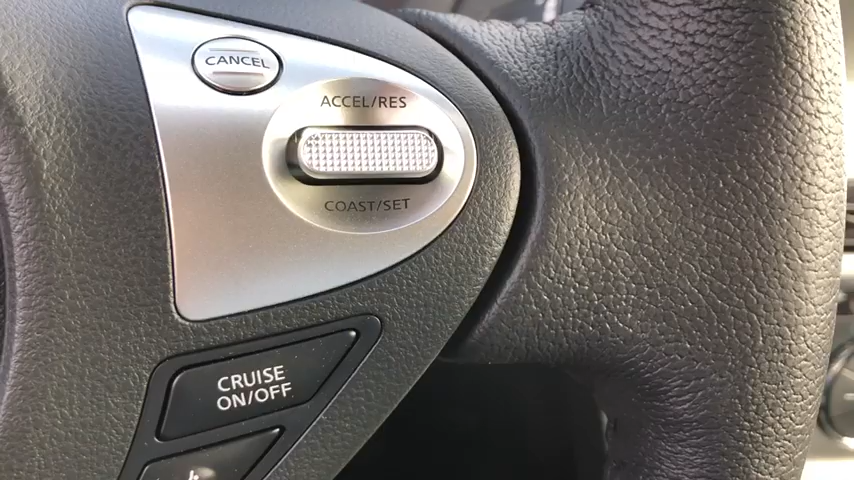 CANCEL
ACCEL/RES
COAST/SET
CRUISE
ON/OFF